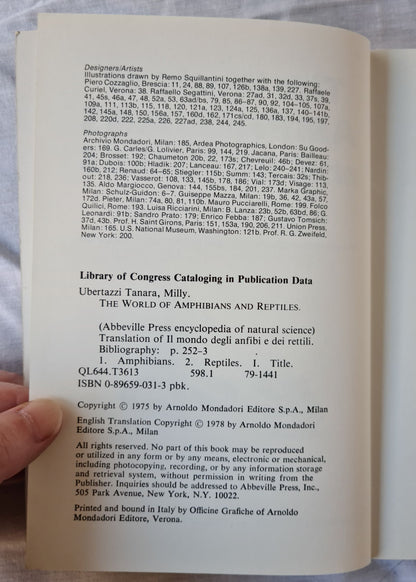 Designers/Artists
Illustrations drawn by Remo Squillantini together with the following:
Piero Cozzaglio, Brescia: 11, 24, 88, 89, 107, 126b, 138a, 139, 227. Raffaele
Curiel, Verona: 38. Raffaello Segattini, Verona: 27ad, 31, 32d, 33, 37s, 39,
41, 45s, 46a, 47, 48, 52a, 53, 63ad/bs, 79, 85, 86–87, 90, 92, 104–105, 107a,
109a, 111, 113b, 115, 118, 120a, 121a, 123a, 124a, 125, 136a, 137, 140–141b,
142, 145a, 148, 150, 156a, 157, 160d, 162, 171cs/cd, 180, 183, 194, 195, 197,
208, 220d, 222, 225a, 226, 227ad, 238, 244, 245.
Photographs
Archivio Mondadori, Milan: 185, Ardea Photographics, London: Su Good-
ers: 169. G. Carles/G. Lolivier, Paris: 99, 144, 219. Jacana, Paris: Bailleau:
204; Brosset: 192; Chaumeton 20b, 22, 173s; Chevreuil: 46b; Devez: 61,
91a; Dubois: 100b; Hladik: 207; Lanceau: 167, 217; Lelo: 240–241; Nardin:
160b, 212; Renaud: 64–65; Stiegler: 115b; Summ: 143; Tercais: 32s; Thib-
out: 218, 236; Vasserot: 108, 133, 145b, 178, 186; Vial: 173d; Visage: 113,
135. Aldo Margiocco, Genova: 144, 155bs, 184, 201, 237. Marka Graphic,
Milan: Schulz-Guidon: 6–7. Guiseppe Mazza, Milan: 19b, 36, 42, 43a, 57,
172d. Pieter, Milan: 74a, 80, 81, 110b. Mauro Pucciarelli, Rome: 199. Folco
Quilici, Rome: 193. Luisa Ricciarini, Milan: B. Lanza: 23b, 52b, 63bd, 86; G.
Leonardi: 91b; Sandro Prato: 179; Enrico Febba: 187; Gustavo Tomsich:
37d, 43b. Prof. H. Saint Girons, Paris: 151, 153a, 190, 206, 211. Union Press,
Milan: 165. U.S. National Museum, Washington: 121b. Prof. R. G. Zweifeld,
New York: 200.
Library of Congress Cataloging in Publication Data
Ubertazzi Tanara, Milly.
THE WORLD OF AMPHIBIANS AND REPTILES.
(Abbeville Press encyclopedia of natural science)
Translation of Il mondo degli anfibi e dei rettili.
Bibliography: p. 252–3
1. Amphibians. 2. Reptiles. I. Title.
QL644.T3613 598.1 79-1441
ISBN 0-89659-031-3 pbk.
Copyright © 1975 by Arnoldo Mondadori Editore S.p.A., Milan
English Translation Copyright © 1978 by Arnoldo Mondadori
Editore S.p.A., Milan
All rights reserved. No part of this book may be reproduced
or utilized in any form or by any means, electronic or mechanical,
including photocopying, recording, or by any information storage
and retrieval system, without permission in writing from the
Publisher. Inquiries should be addressed to Abbeville Press, Inc.,
505 Park Avenue, New York, N.Y. 10022.
Printed and bound in Italy by Officine Grafiche of Arnoldo
Mondadori Editore, Verona.